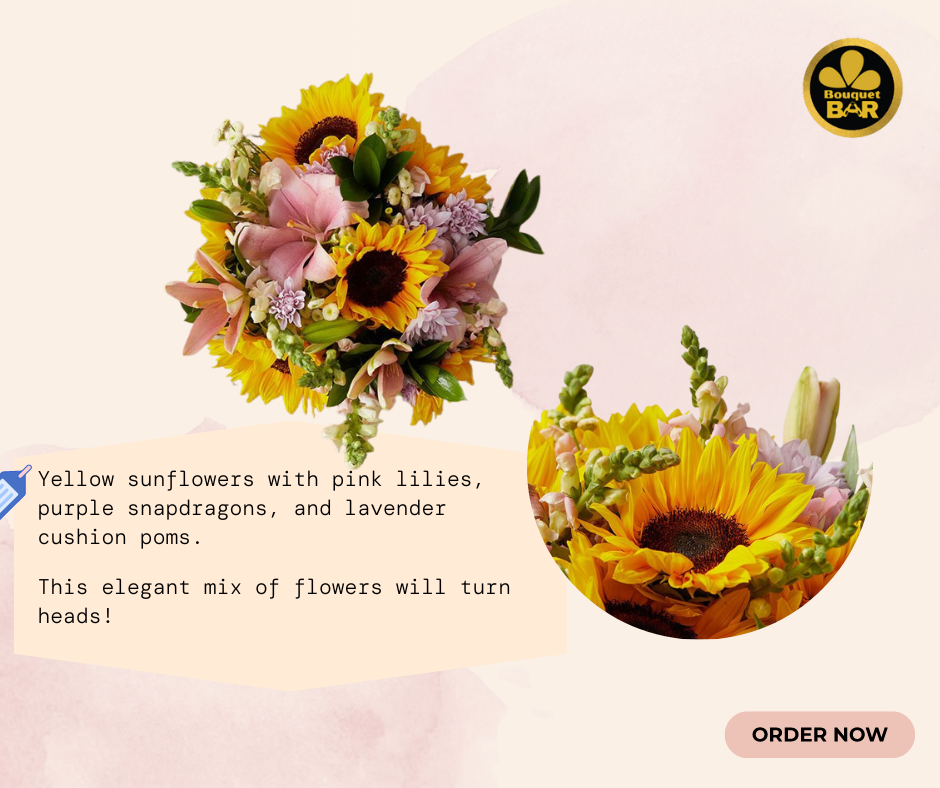 Bouquet
BAR
Yellow sunflowers with pink lilies,
purple snapdragons, and lavender
cushion poms.
This elegant mix of flowers will turn
heads!
ORDER NOW